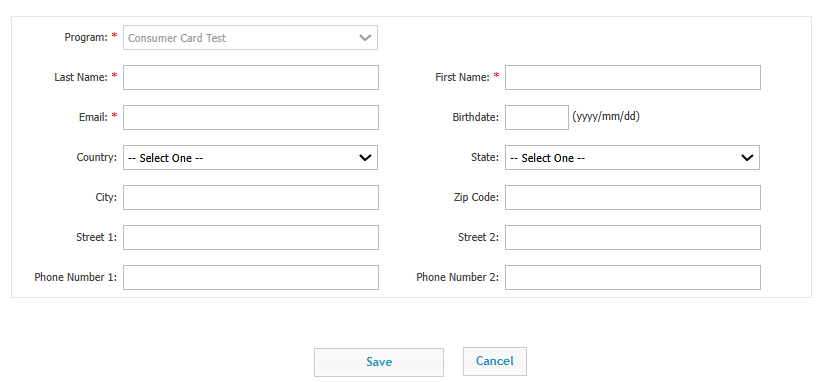 Program: * Consumer Card Test
Last Name: * First Name: *
Email: * Birthdate: (yyyy/mm/dd)
Country: -- Select One -- State: -- Select One --
City: Zip Code:
Street 1: Street 2:
Phone Number 1: Phone Number 2:
Save Cancel